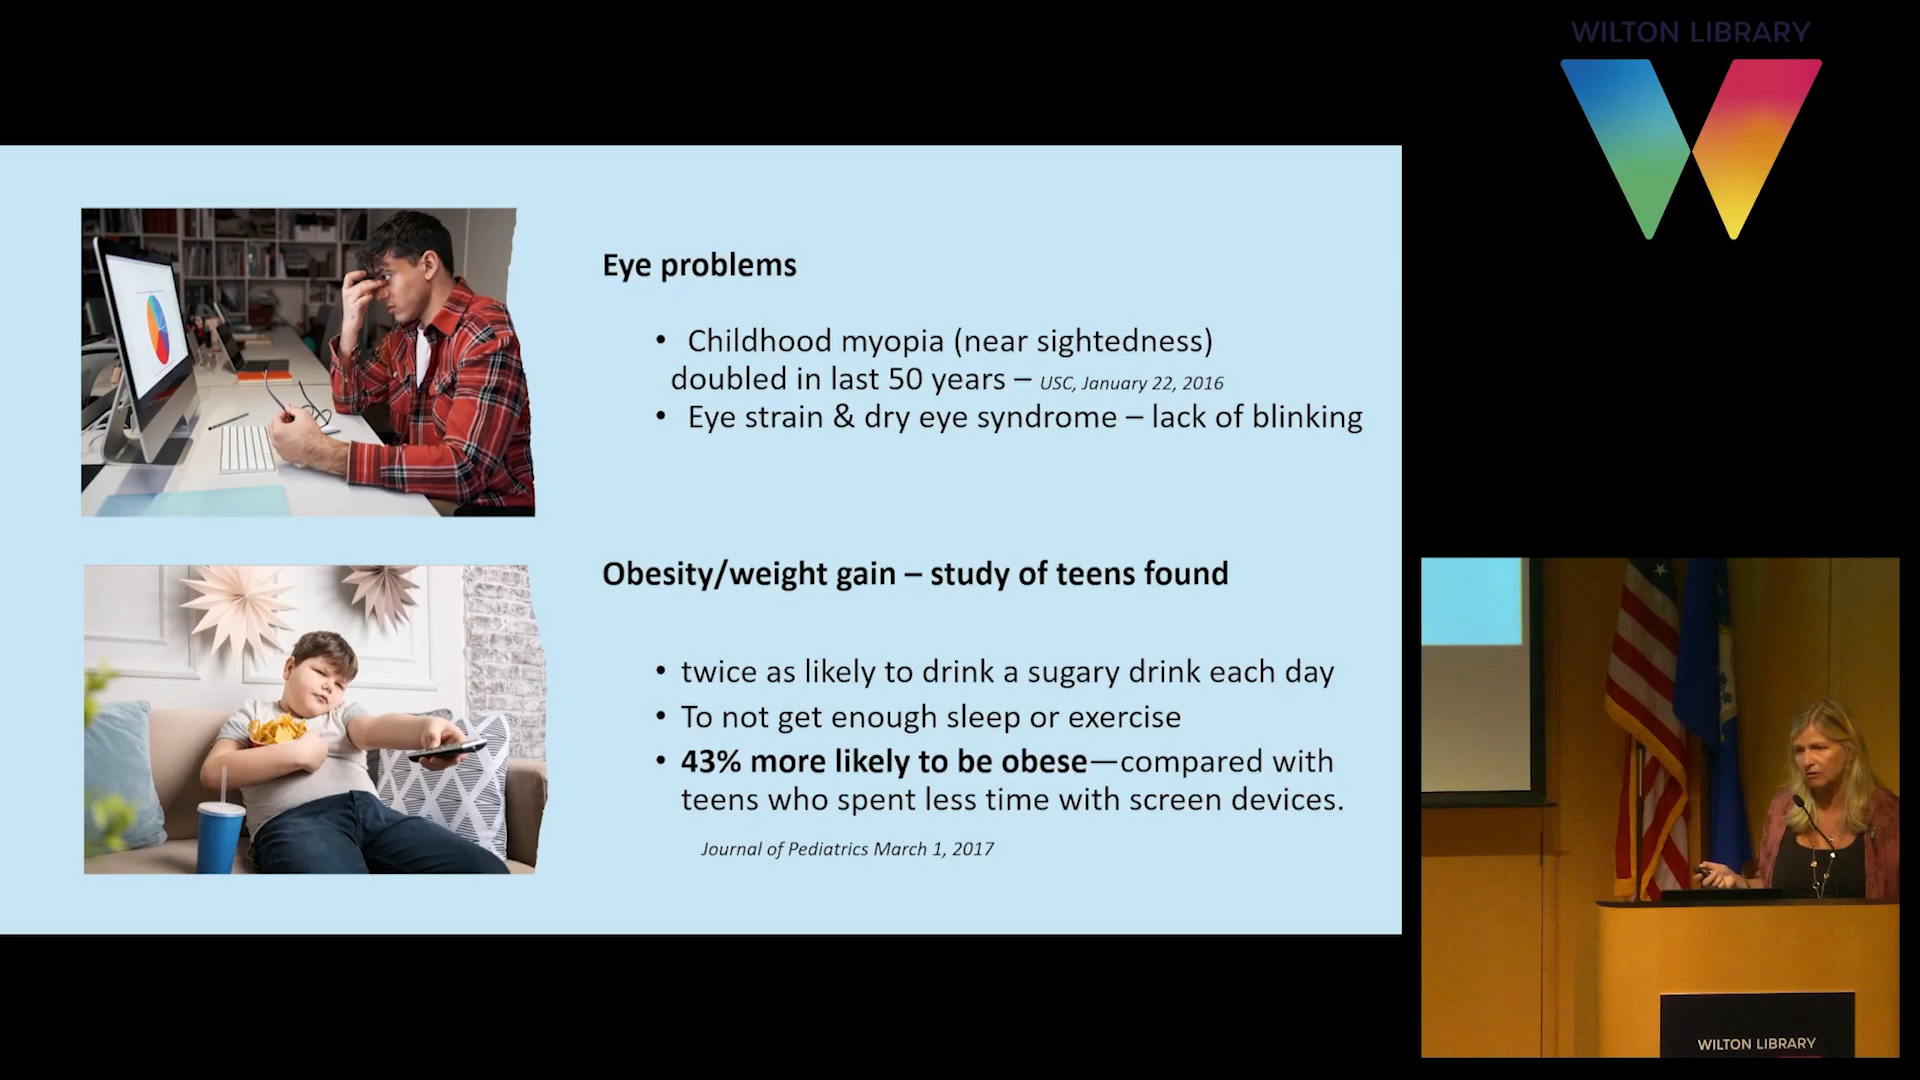 WILTON LIBRARY
Eye problems
• Childhood myopia (near sightedness)
doubled in last 50 years – USC, January 22, 2016
• Eye strain & dry eye syndrome – lack of blinking
Obesity/weight gain – study of teens found
• twice as likely to drink a sugary drink each day
• To not get enough sleep or exercise
• 43% more likely to be obese—compared with
teens who spent less time with screen devices.
Journal of Pediatrics March 1, 2017
WILTON LIBRARY